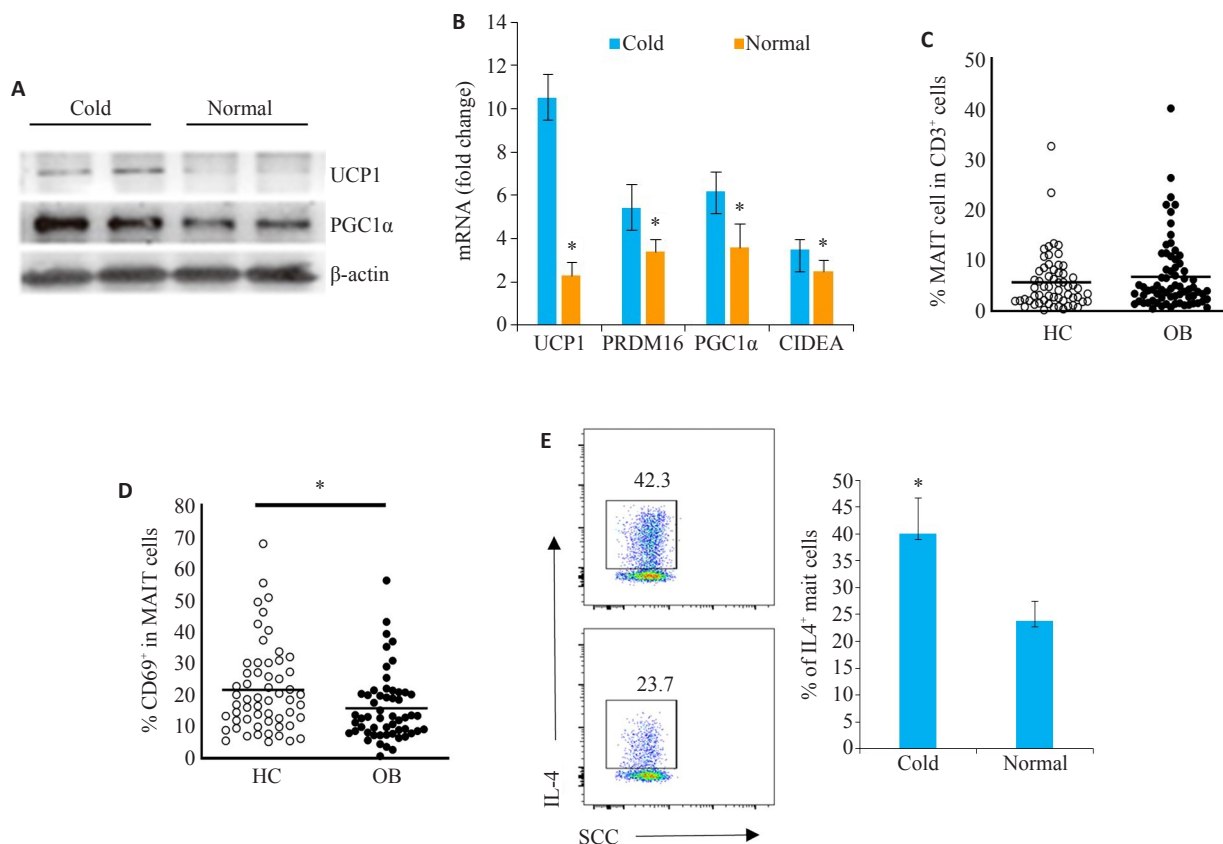 A
Cold Normal
UCP1
PGC1α
β-actin
B
mRNA (fold change)
14
12
10
8
6
4
2
0
Cold Normal
*
*
*
*
UCP1 PRDM16 PGC1α CIDEA
C
% MAIT cell in CD3⁺ cells
50
40
30
20
10
0
HC OB
D
% CD69⁺ in MAIT cells
80
70
60
50
40
30
20
10
0
*
HC OB
E
42.3
23.7
IL-4
SCC
% of IL4⁺ mait cells
50
45
40
35
30
25
20
15
10
5
0
*
Cold Normal